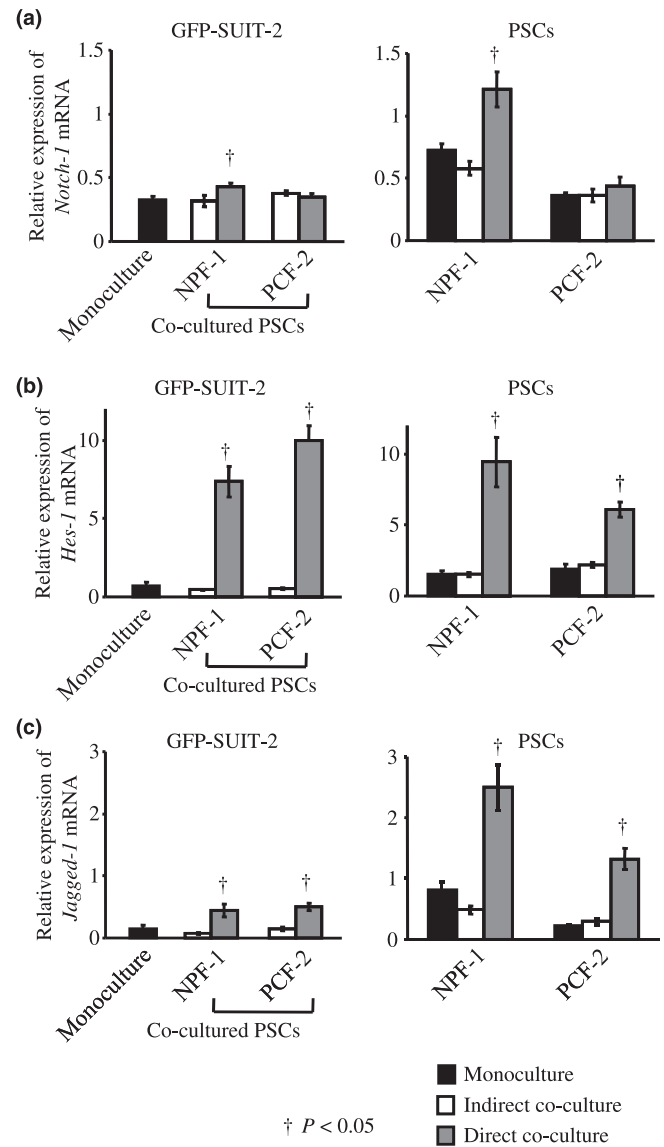 (a)
GFP-SUIT-2
PSCs
Relative expression of
Notch-1 mRNA
1.5
1
0.5
0
†
Monoculture
NPF-1
PCF-2
Co-cultured PSCs
1.5
1
0.5
0
†
NPF-1
PCF-2
(b)
GFP-SUIT-2
PSCs
Relative expression of
Hes-1 mRNA
10
5
0
†
†
Monoculture
NPF-1
PCF-2
Co-cultured PSCs
10
5
0
†
†
NPF-1
PCF-2
(c)
GFP-SUIT-2
PSCs
Relative expression of
Jagged-1 mRNA
3
2
1
0
†
†
Monoculture
NPF-1
PCF-2
Co-cultured PSCs
3
2
1
0
†
†
NPF-1
PCF-2
Monoculture
Indirect co-culture
Direct co-culture
† P < 0.05